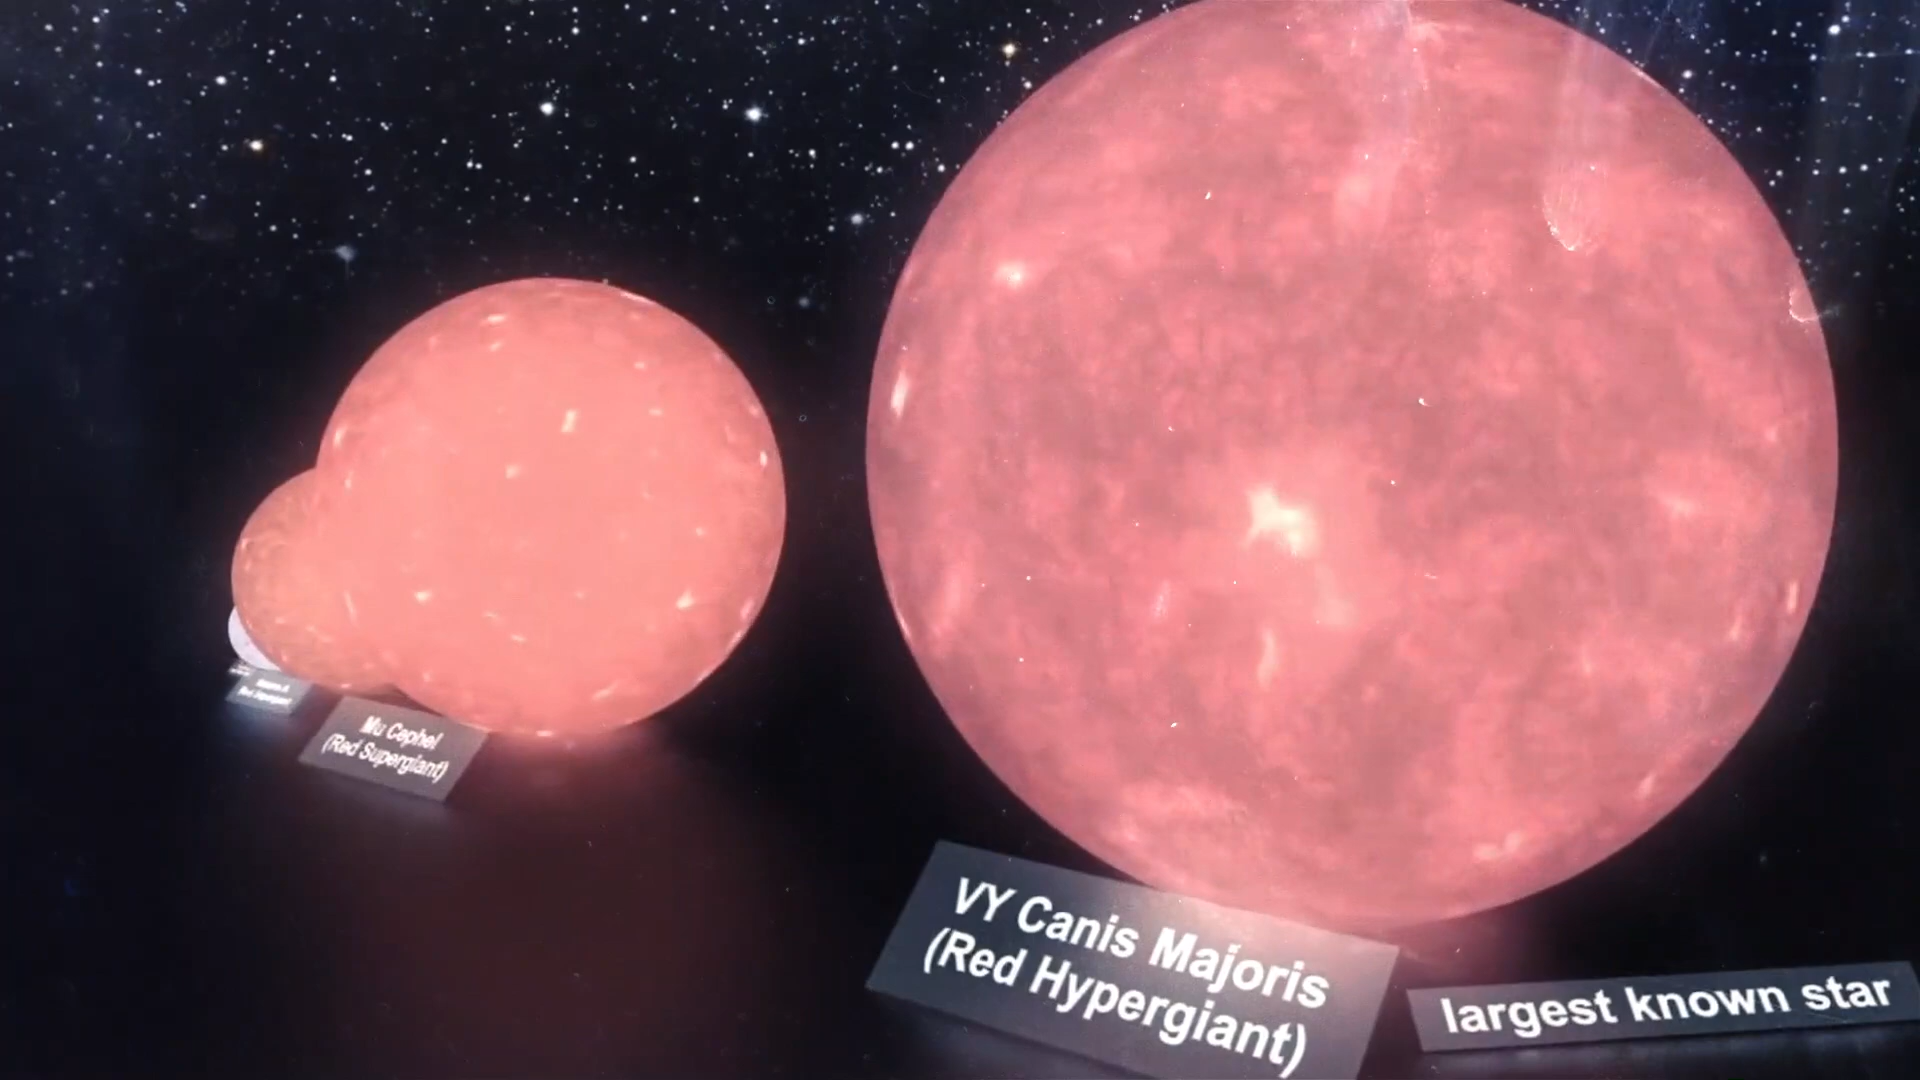 Mu Cephei
(Red Supergiant)
VY Canis Majoris
(Red Hypergiant)
largest known star